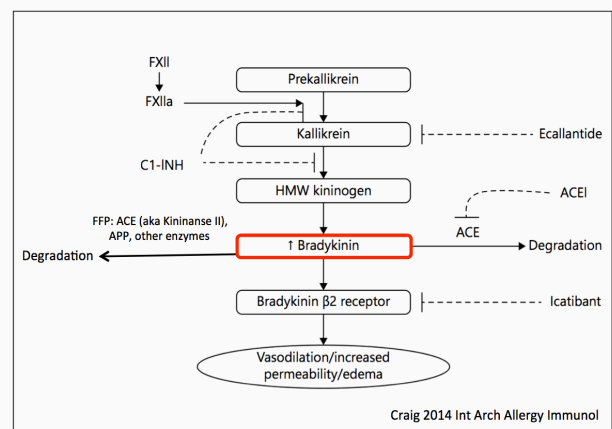 FXII
Prekallikrein
FXIIa
Kallikrein
Ecallantide
C1-INH
HMW kininogen
ACEI
FFP: ACE (aka Kininanse II),
APP, other enzymes
ACE
Degradation
↑ Bradykinin
Degradation
Bradykinin β2 receptor
Icatibant
Vasodilation/increased
permeability/edema
Craig 2014 Int Arch Allergy Immunol